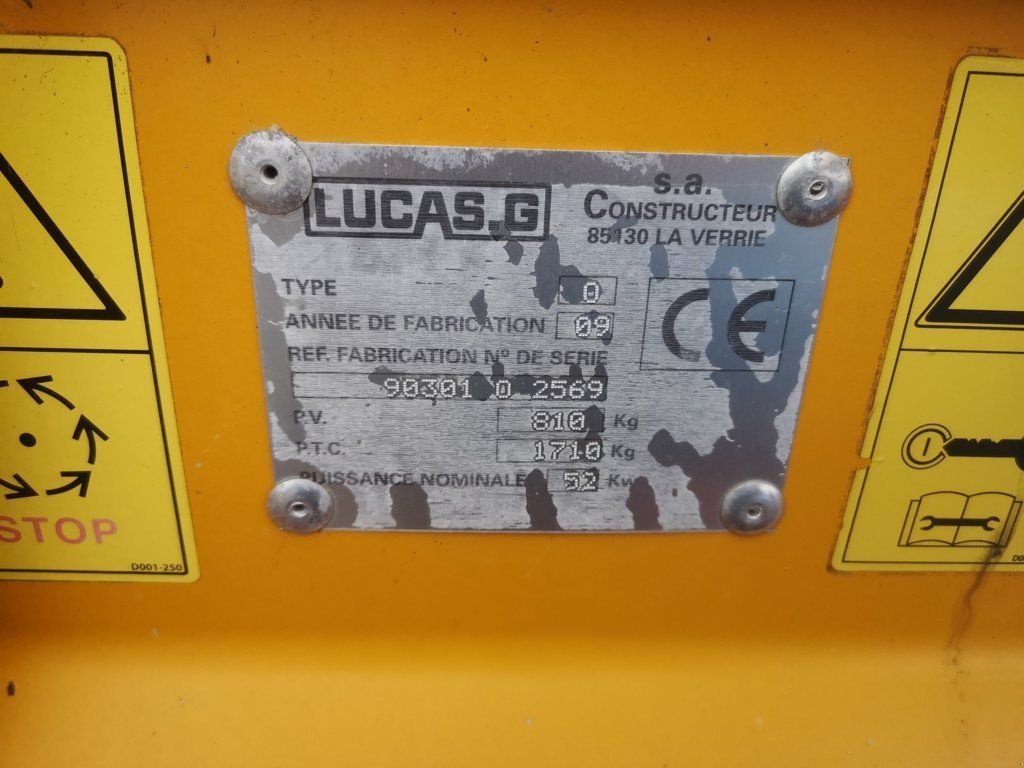 LUCAS.G
s.a.
CONSTRUCTEUR
85130 LA VERRIE
TYPE 0
ANNEE DE FABRICATION 09
CE
REF. FABRICATION N° DE SERIE
90301 0 2569
P.V. 810 Kg
P.T.C. 1710 Kg
PUISSANCE NOMINALE 52 Kw
STOP
D001-250